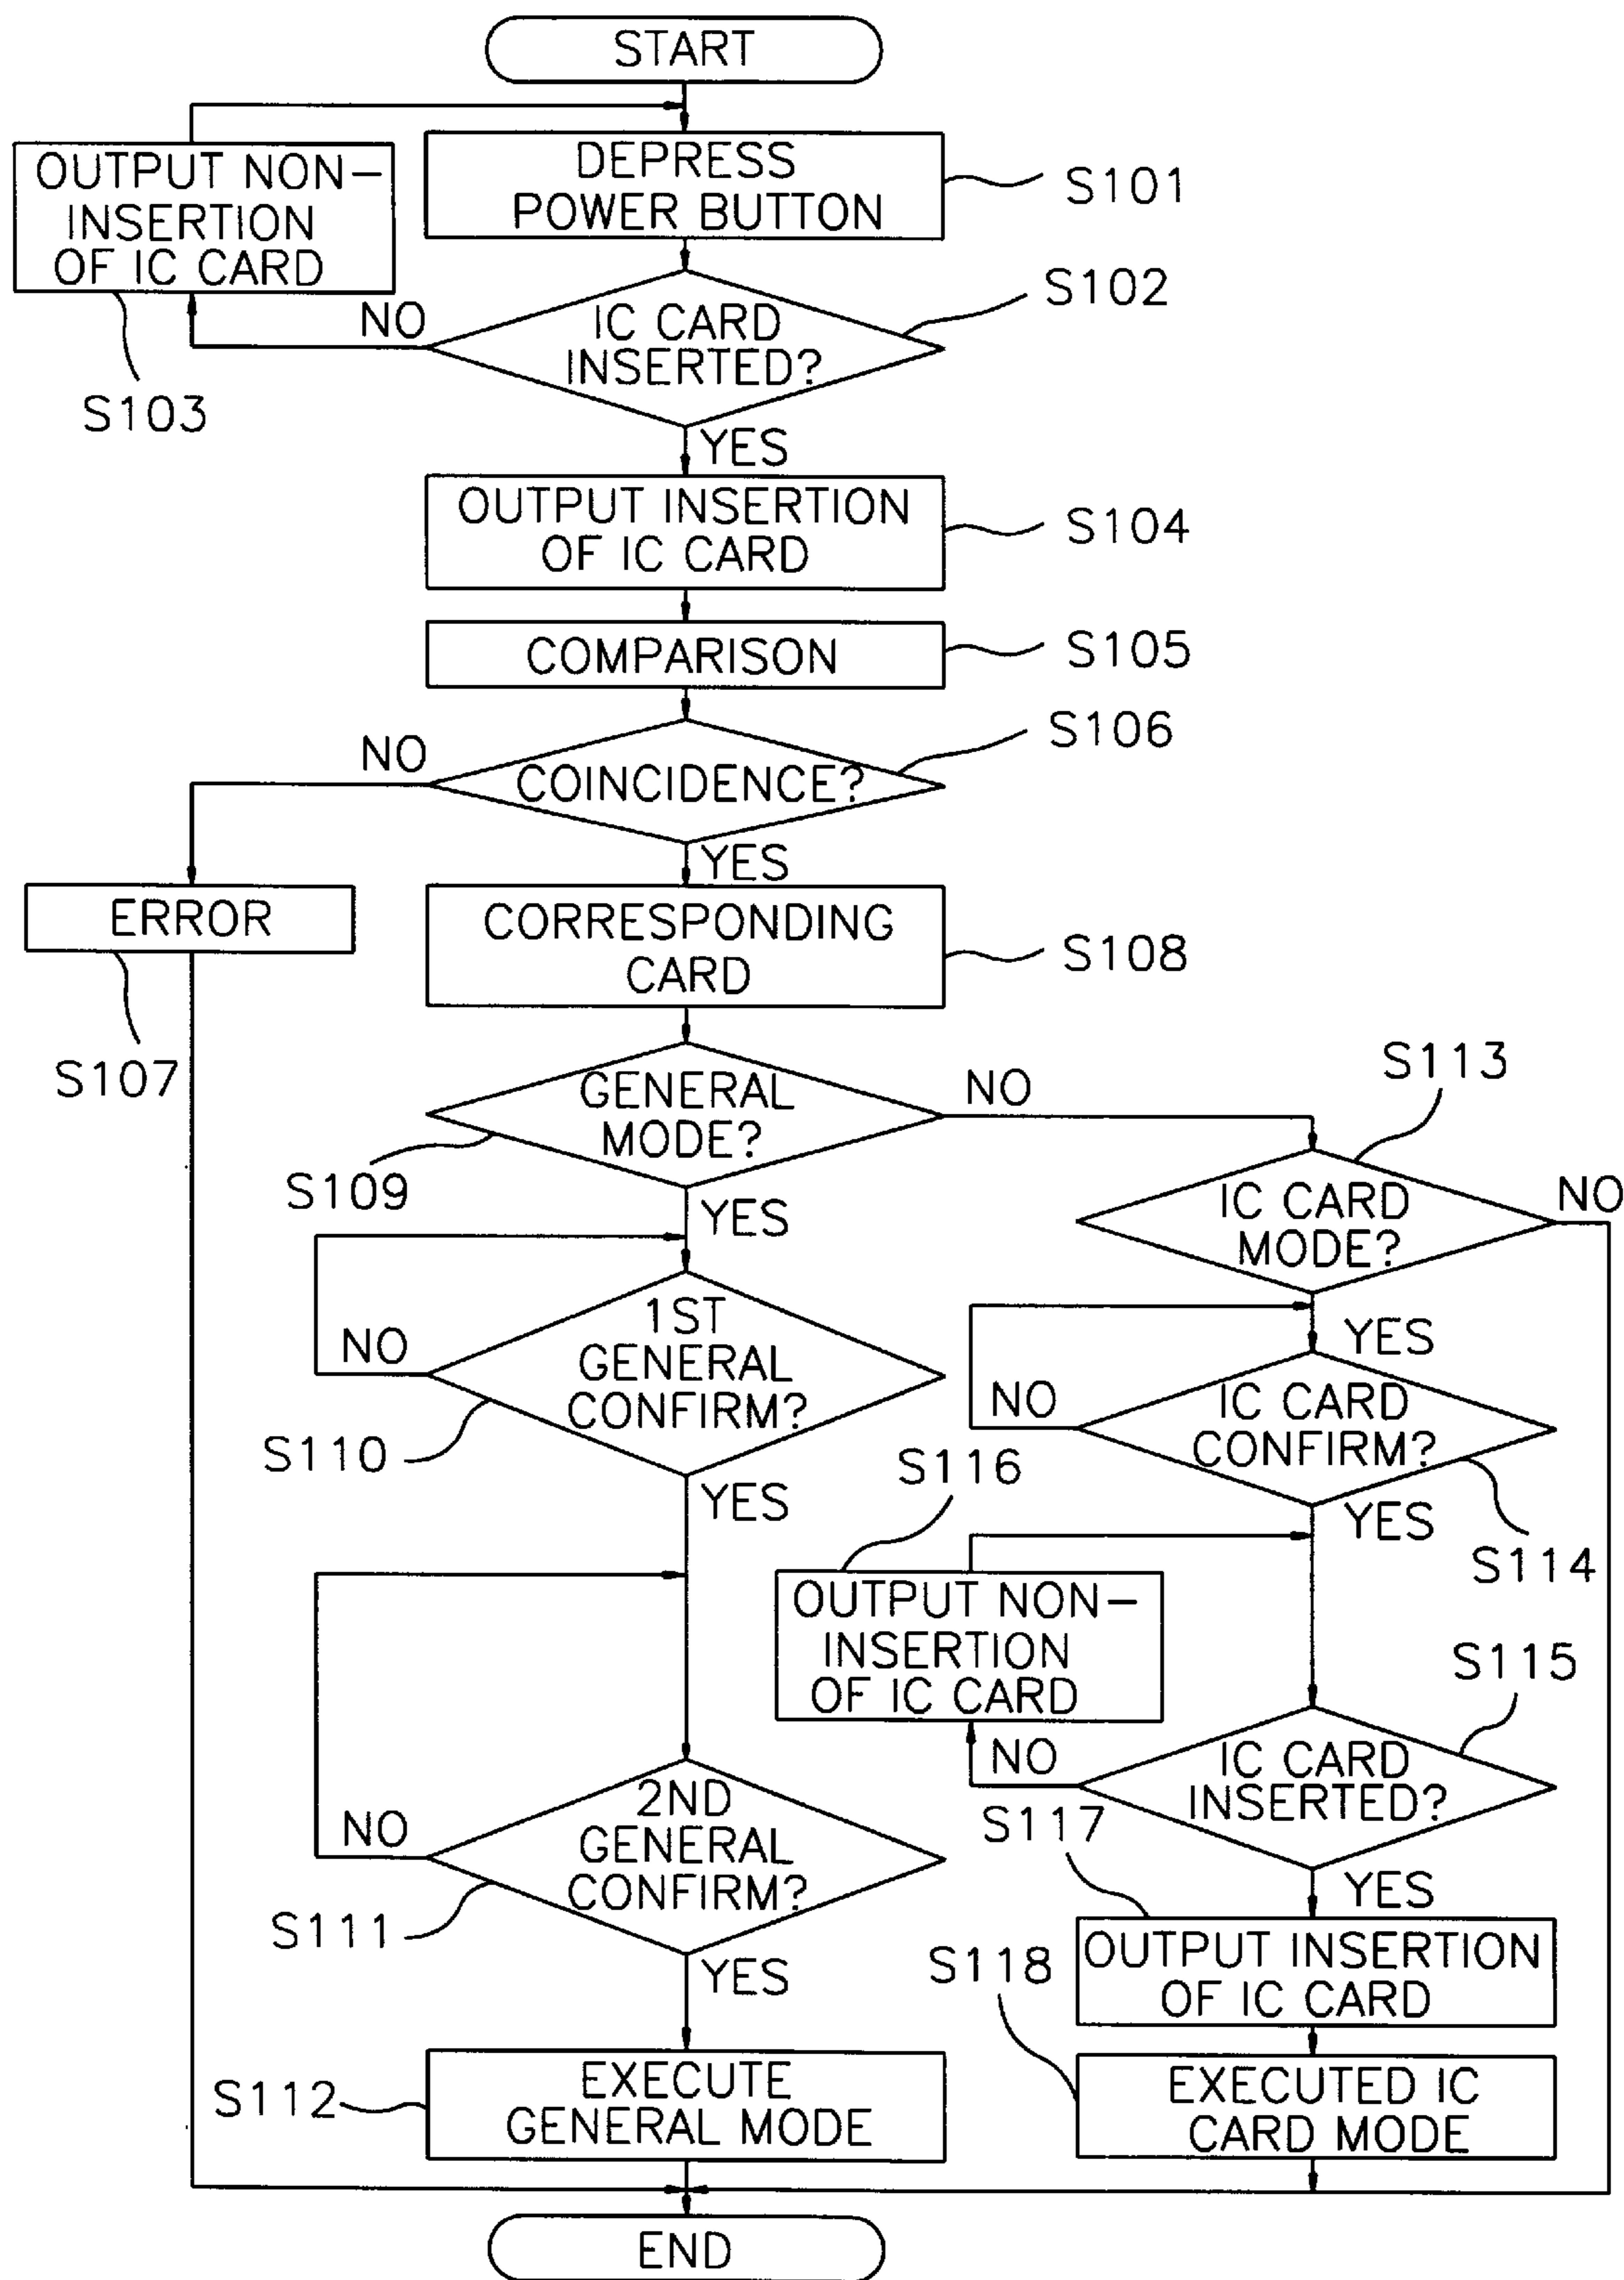 START
OUTPUT NON-
INSERTION
OF IC CARD
DEPRESS
POWER BUTTON
S101
S102
NO
IC CARD
INSERTED?
S103
YES
OUTPUT INSERTION
OF IC CARD
S104
COMPARISON
S105
S106
NO
COINCIDENCE?
YES
ERROR
CORRESPONDING
CARD
S108
S107
GENERAL
MODE?
NO
S113
S109
YES
IC CARD
MODE?
NO
1ST
GENERAL
CONFIRM?
NO
YES
S110
IC CARD
CONFIRM?
NO
S116
YES
YES
S114
OUTPUT NON-
INSERTION
OF IC CARD
S115
IC CARD
INSERTED?
NO
2ND
GENERAL
CONFIRM?
NO
S117
YES
S111
YES
OUTPUT INSERTION
OF IC CARD
S118
EXECUTE
GENERAL MODE
S112
EXECUTED IC
CARD MODE
END